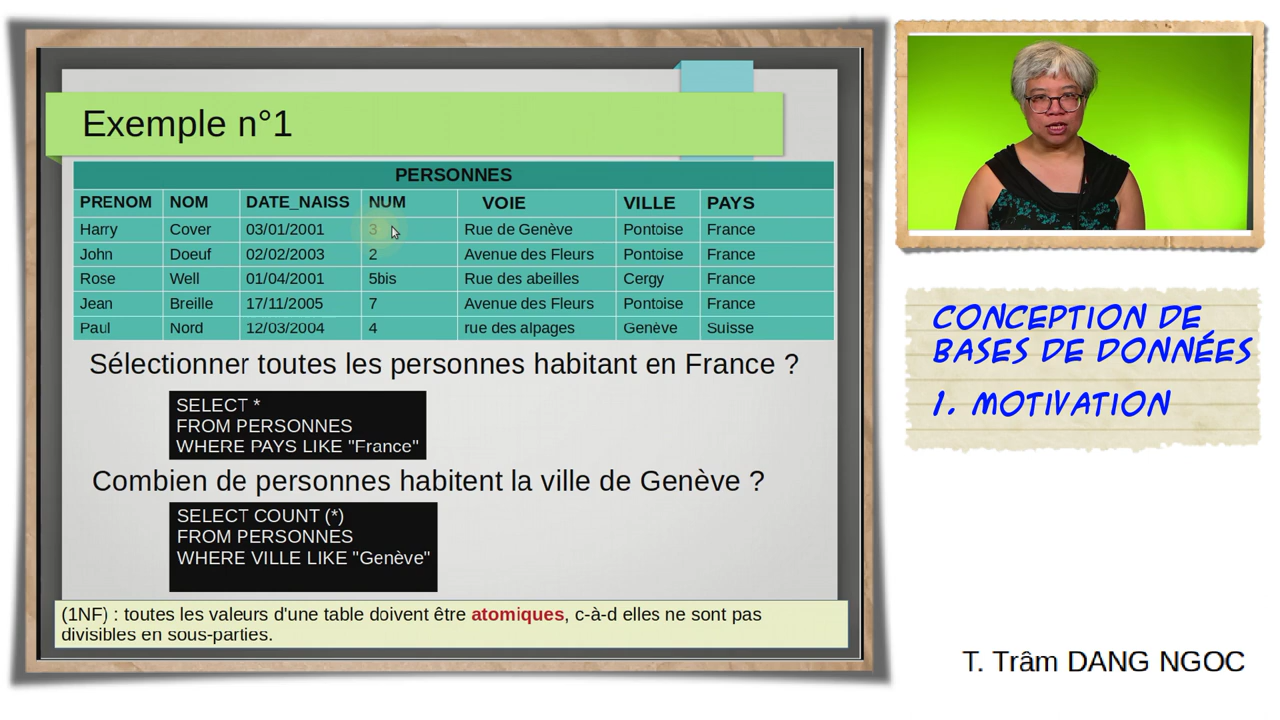 Exemple n°1
PERSONNES
PRENOM NOM DATE_NAISS NUM VOIE VILLE PAYS
Harry Cover 03/01/2001 3 Rue de Genève Pontoise France
John Doeuf 02/02/2003 2 Avenue des Fleurs Pontoise France
Rose Well 01/04/2001 5bis Rue des abeilles Cergy France
Jean Breille 17/11/2005 7 Avenue des Fleurs Pontoise France
Paul Nord 12/03/2004 4 rue des alpages Genève Suisse
Sélectionner toutes les personnes habitant en France ?
SELECT *
FROM PERSONNES
WHERE PAYS LIKE "France"
Combien de personnes habitent la ville de Genève ?
SELECT COUNT (*)
FROM PERSONNES
WHERE VILLE LIKE "Genève"
(1NF) : toutes les valeurs d'une table doivent être atomiques, c-à-d elles ne sont pas
divisibles en sous-parties.
CONCEPTION DE
BASES DE DONNÉES
1. MOTIVATION
T. Trâm DANG NGOC